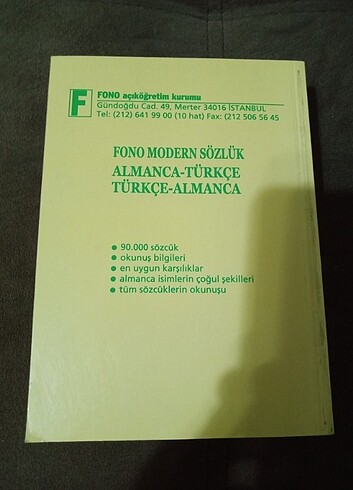 F FONO açıköğretim kurumu
Gündoğdu Cad. 49, Merter 34016 İSTANBUL
Tel: (212) 641 99 00 (10 hat) Fax: (212 506 56 45
FONO MODERN SÖZLÜK
ALMANCA-TÜRKÇE
TÜRKÇE-ALMANCA
● 90.000 sözcük
● okunuş bilgileri
● en uygun karşılıklar
● almanca isimlerin çoğul şekilleri
● tüm sözcüklerin okunuşu